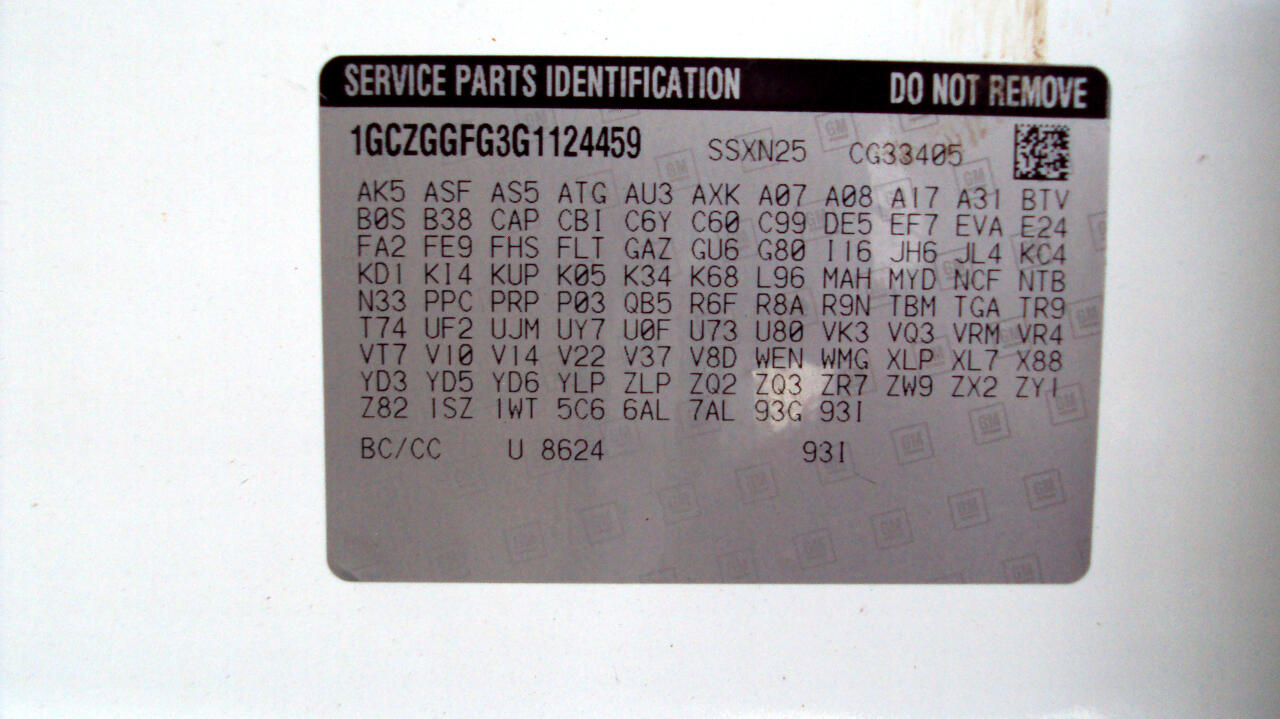 SERVICE PARTS IDENTIFICATION DO NOT REMOVE
1GCZGGFG3G1124459 SSXN25 CG33405
AK5 ASF AS5 ATG AU3 AXK A07 A08 A17 A31 BTV
B0S B38 CAP CBI C6Y C60 C99 DE5 EF7 EVA E24
FA2 FE9 FHS FLT GAZ GU6 G80 I16 JH6 JL4 KC4
KD1 K14 KUP K05 K34 K68 L96 MAH MYD NCF NTB
N33 PPC PRP P03 QB5 R6F R8A R9N TBM TGA TR9
T74 UF2 UJM UY7 U0F U73 U80 VK3 VQ3 VRM VR4
VT7 V10 V14 V22 V37 V8D WEN WMG XLP XL7 X88
YD3 YD5 YD6 YLP ZLP ZQ2 ZQ3 ZR7 ZW9 ZX2 ZY1
Z82 1SZ 1WT 5C6 6AL 7AL 93G 93I
BC/CC U 8624 93I